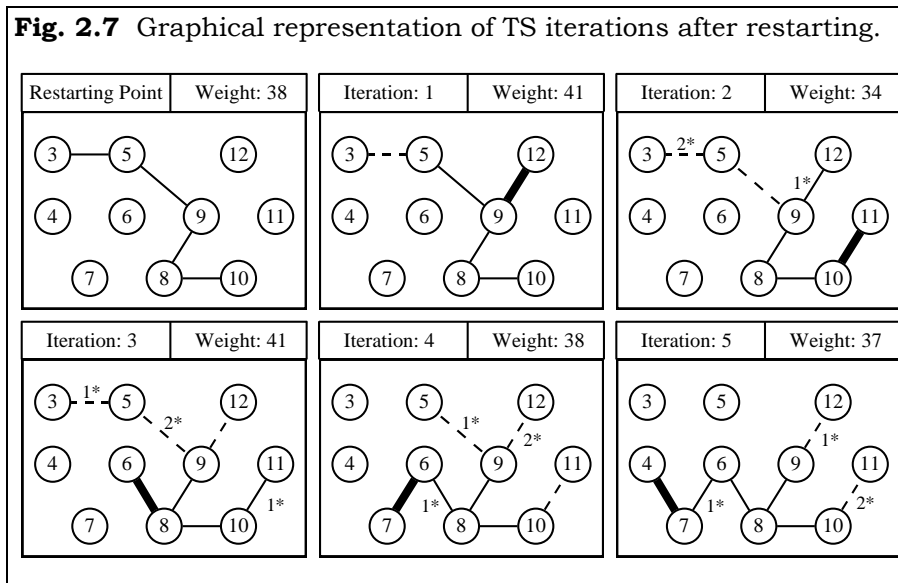 Fig. 2.7 Graphical representation of TS iterations after restarting.
Restarting Point Weight: 38 Iteration: 1 Weight: 41 Iteration: 2 Weight: 34
3 5 12 3 5 12 3 2* 5 12
4 6 9 11 4 6 9 11 4 6 9 1* 11
7 8 10 7 8 10 7 8 10
Iteration: 3 Weight: 41 Iteration: 4 Weight: 38 Iteration: 5 Weight: 37
3 1* 5 12 3 5 12 3 5 12
2* 1* 2* 1*
4 6 9 11 4 6 9 11 4 6 9 11
1* 1* 1* 2*
7 8 10 7 8 10 7 8 10